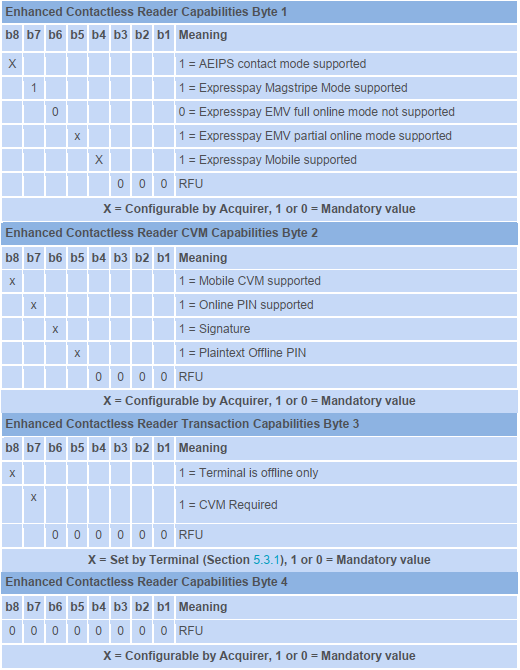 Enhanced Contactless Reader Capabilities Byte 1
b8 b7 b6 b5 b4 b3 b2 b1 Meaning
X 1 = AEIPS contact mode supported
1 1 = Expresspay Magstripe Mode supported
0 0 = Expresspay EMV full online mode not supported
x 1 = Expresspay EMV partial online mode supported
X 1 = Expresspay Mobile supported
0 0 0 RFU
X = Configurable by Acquirer, 1 or 0 = Mandatory value
Enhanced Contactless Reader CVM Capabilities Byte 2
b8 b7 b6 b5 b4 b3 b2 b1 Meaning
x 1 = Mobile CVM supported
x 1 = Online PIN supported
x 1 = Signature
x 1 = Plaintext Offline PIN
0 0 0 0 RFU
X = Configurable by Acquirer, 1 or 0 = Mandatory value
Enhanced Contactless Reader Transaction Capabilities Byte 3
b8 b7 b6 b5 b4 b3 b2 b1 Meaning
x 1 = Terminal is offline only
x 1 = CVM Required
0 0 0 0 0 0 RFU
X = Set by Terminal (Section 5.3.1), 1 or 0 = Mandatory value
Enhanced Contactless Reader Capabilities Byte 4
b8 b7 b6 b5 b4 b3 b2 b1 Meaning
0 0 0 0 0 0 0 0 RFU
X = Configurable by Acquirer, 1 or 0 = Mandatory value